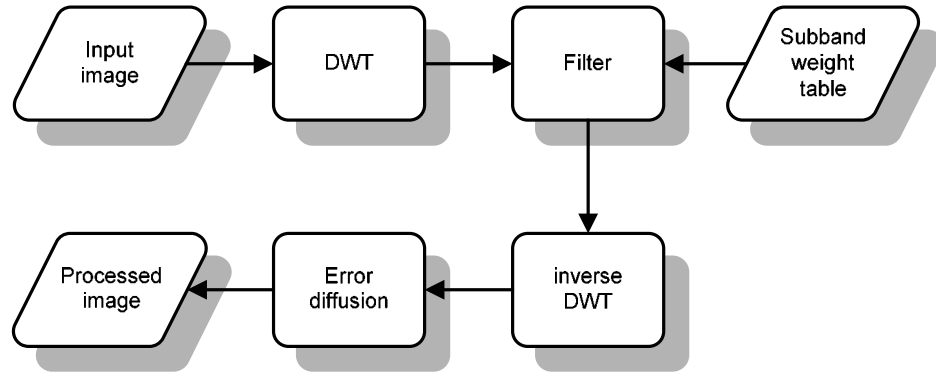 Input
image
DWT
Filter
Subband
weight
table
Processed
image
Error
diffusion
inverse
DWT